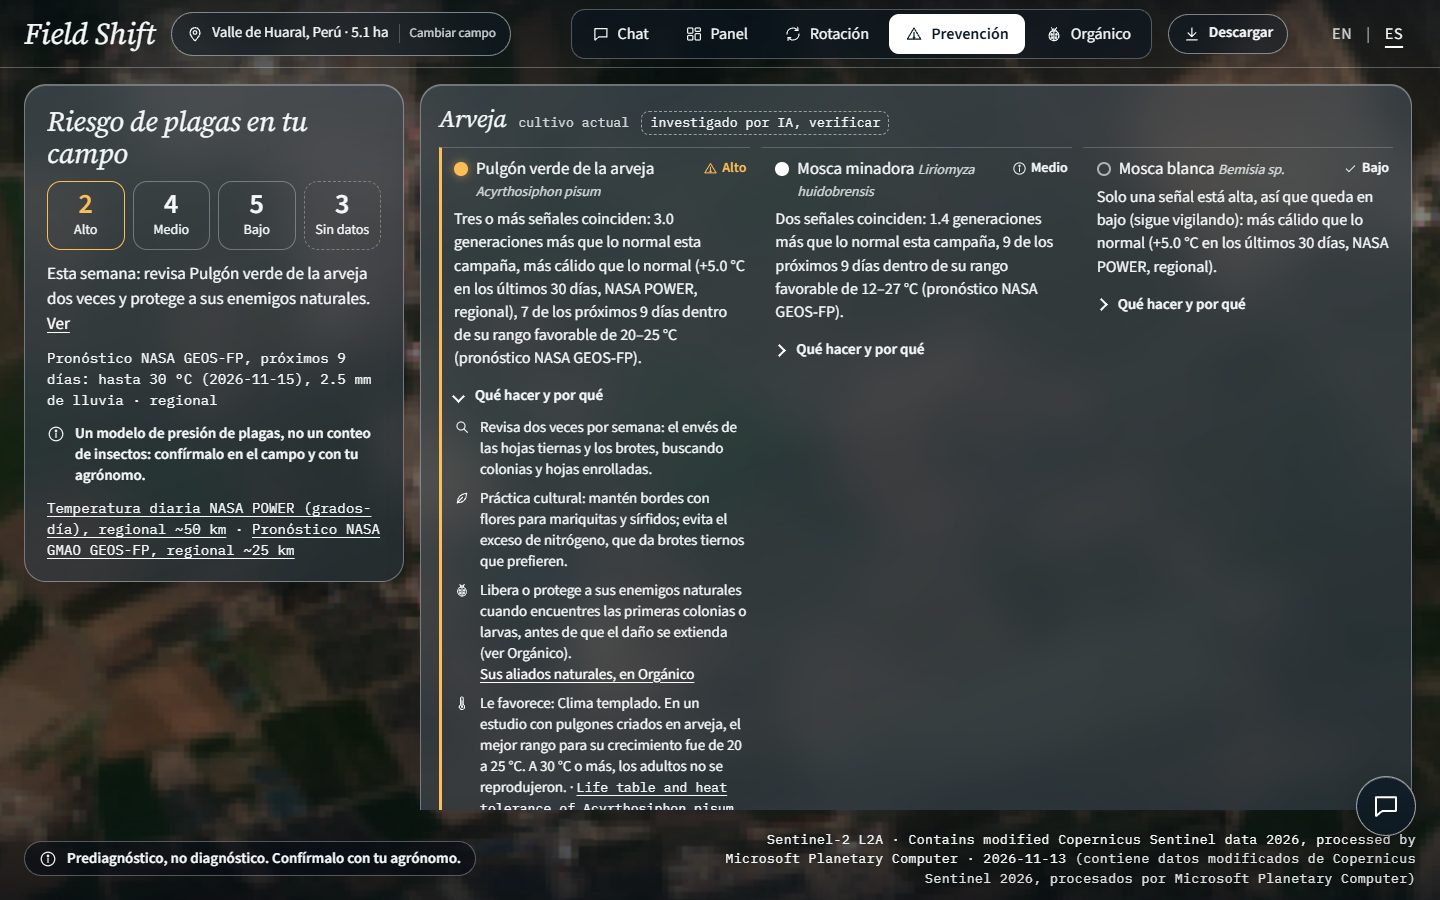 Field Shift
Valle de Huaral, Perú · 5.1 ha | Cambiar campo
Chat
Panel
Rotación
Prevención
Orgánico
Descargar
EN | ES
Riesgo de plagas en tu
campo
2
Alto
4
Medio
5
Bajo
3
Sin datos
Esta semana: revisa Pulgón verde de la arveja
dos veces y protege a sus enemigos naturales.
Ver
Pronóstico NASA GEOS-FP, próximos 9
días: hasta 30 °C (2026-11-15), 2.5 mm
de lluvia · regional
Un modelo de presión de plagas, no un conteo
de insectos: confírmalo en el campo y con tu
agrónomo.
Temperatura diaria NASA POWER (grados-
día), regional ~50 km · Pronóstico NASA
GMAO GEOS-FP, regional ~25 km
Arveja cultivo actual investigado por IA, verificar
Pulgón verde de la arveja
Alto
Acyrthosiphon pisum
Tres o más señales coinciden: 3.0
generaciones más que lo normal esta
campaña, más cálido que lo normal (+5.0 °C
en los últimos 30 días, NASA POWER,
regional), 7 de los próximos 9 días dentro
de su rango favorable de 20–25 °C
(pronóstico NASA GEOS-FP).
Qué hacer y por qué
Revisa dos veces por semana: el envés de
las hojas tiernas y los brotes, buscando
colonias y hojas enrolladas.
Práctica cultural: mantén bordes con
flores para mariquitas y sírfidos; evita el
exceso de nitrógeno, que da brotes tiernos
que prefieren.
Libera o protege a sus enemigos naturales
cuando encuentres las primeras colonias o
larvas, antes de que el daño se extienda
(ver Orgánico).
Sus aliados naturales, en Orgánico
Le favorece: Clima templado. En un
estudio con pulgones criados en arveja, el
mejor rango para su crecimiento fue de 20
a 25 °C. A 30 °C o más, los adultos no se
reprodujeron. · Life table and heat
tolerance of Acyrthosiphon pisum
Mosca minadora Liriomyza
huidobrensis
Medio
Dos señales coinciden: 1.4 generaciones
más que lo normal esta campaña, 9 de los
próximos 9 días dentro de su rango
favorable de 12–27 °C (pronóstico NASA
GEOS-FP).
Qué hacer y por qué
Mosca blanca Bemisia sp.
Bajo
Solo una señal está alta, así que queda en
bajo (sigue vigilando): más cálido que lo
normal (+5.0 °C en los últimos 30 días, NASA
POWER, regional).
Qué hacer y por qué
Prediagnóstico, no diagnóstico. Confírmalo con tu agrónomo.
Sentinel-2 L2A · Contains modified Copernicus Sentinel data 2026, processed by
Microsoft Planetary Computer · 2026-11-13 (contiene datos modificados de Copernicus
Sentinel 2026, procesados por Microsoft Planetary Computer)